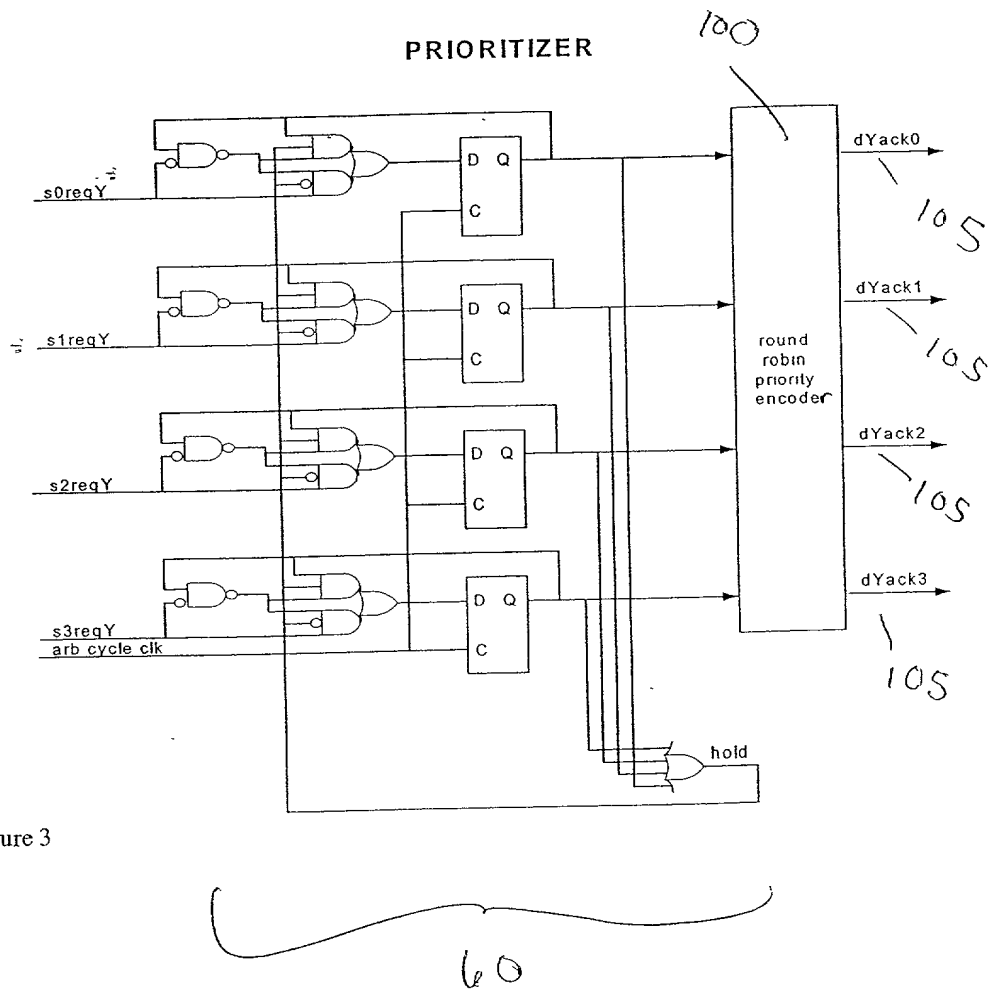 PRIORITIZER
100
s0reqY
D Q
C
dYack0
105
s1reqY
D Q
C
dYack1
105
round
robin
priority
encoder
s2reqY
D Q
C
dYack2
105
s3reqY
arb cycle clk
D Q
C
dYack3
105
hold
ure 3
60